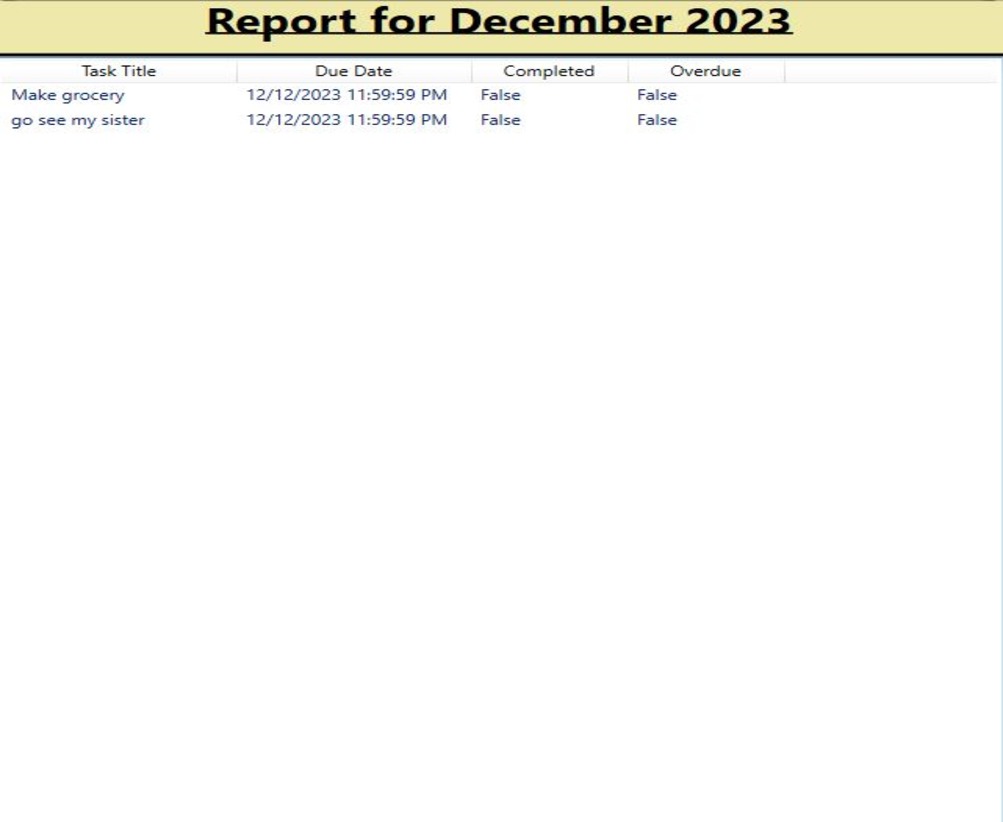 Report for December 2023
Task Title Due Date Completed Overdue
Make grocery 12/12/2023 11:59:59 PM False False
go see my sister 12/12/2023 11:59:59 PM False False